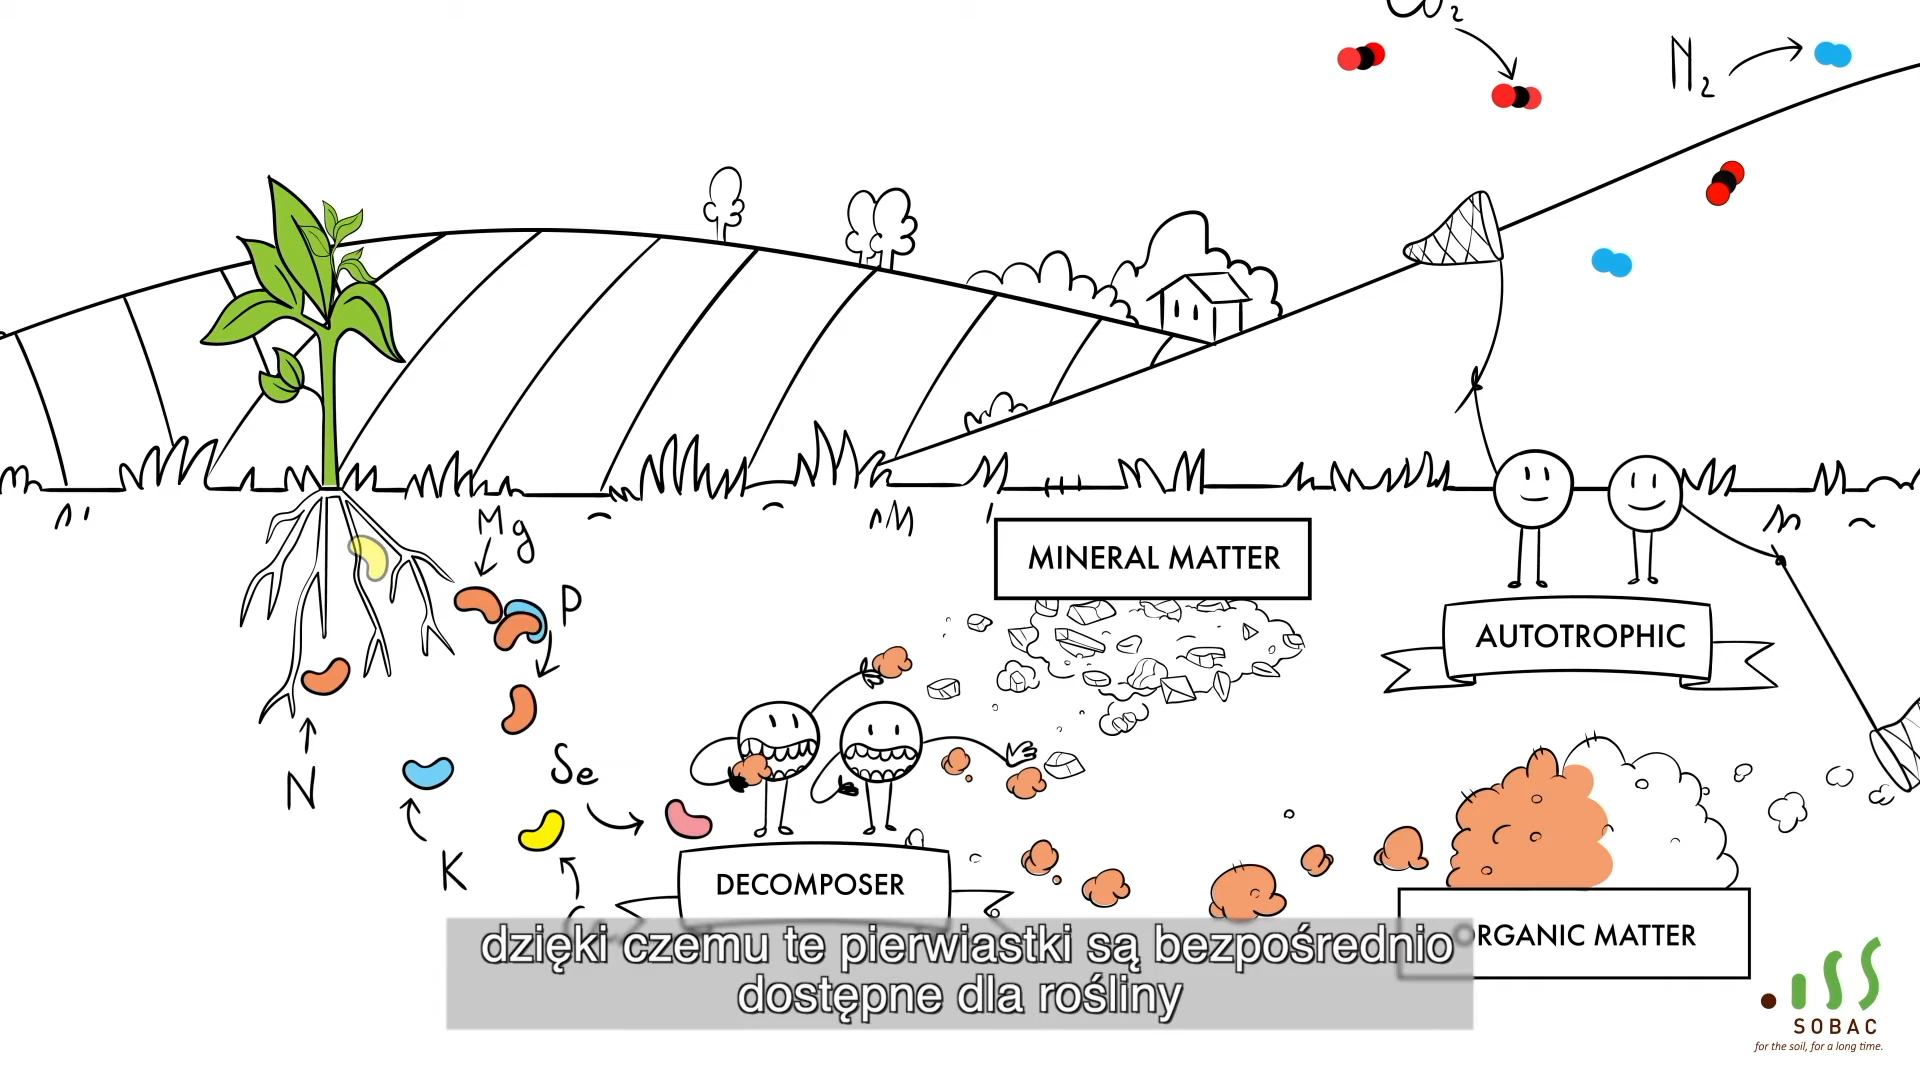 CO₂
N₂
Mg
P
MINERAL MATTER
AUTOTROPHIC
N
Se
K
DECOMPOSER
ORGANIC MATTER
dzięki czemu te pierwiastki są bezpośrednio
dostępne dla rośliny
SOBAC
for the soil, for a long time.